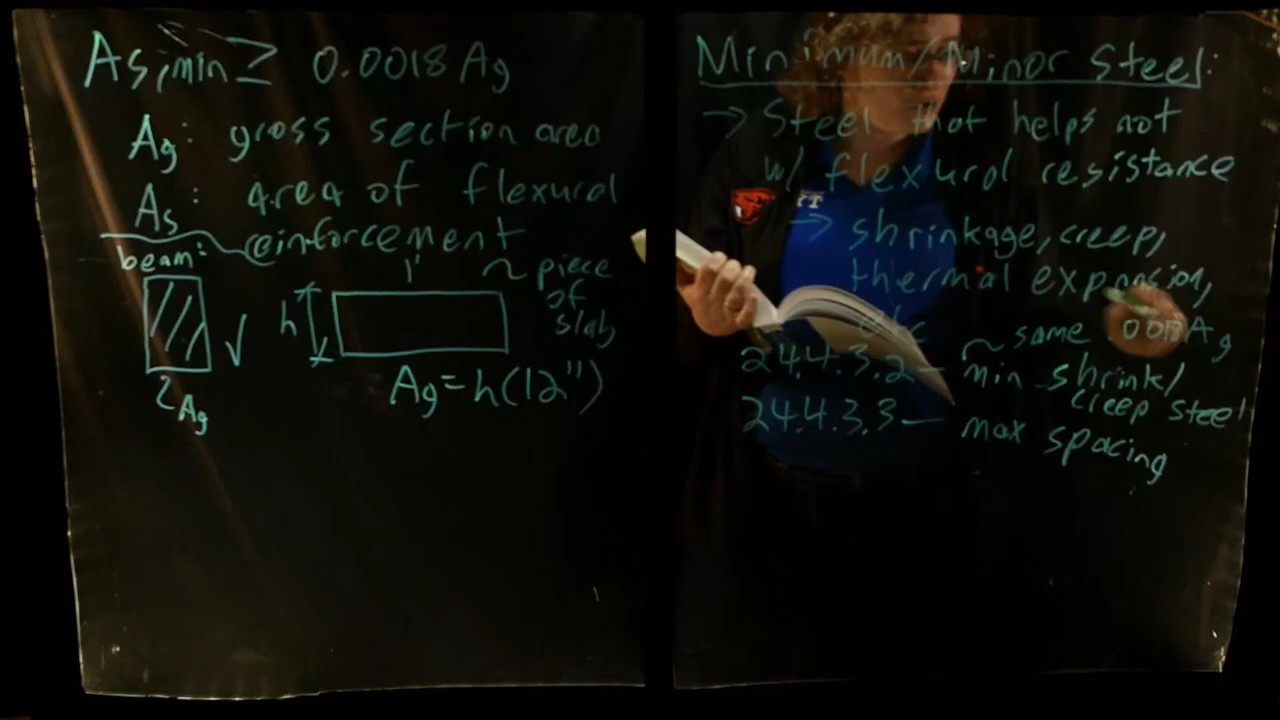 As,min ≥ 0.0018 Ag
Ag: gross section area
As: area of flexural
reinforcement
beam:
1'
~ piece
of
slab
h
Ag = h(12")
Ag
Minimum/Minor Steel:
→ Steel that helps not
w/ flexural resistance
→ shrinkage, creep,
thermal expansion,
etc
~ same Ag
24.4.3.2 – min shrink/
creep steel
24.4.3.3 – max spacing